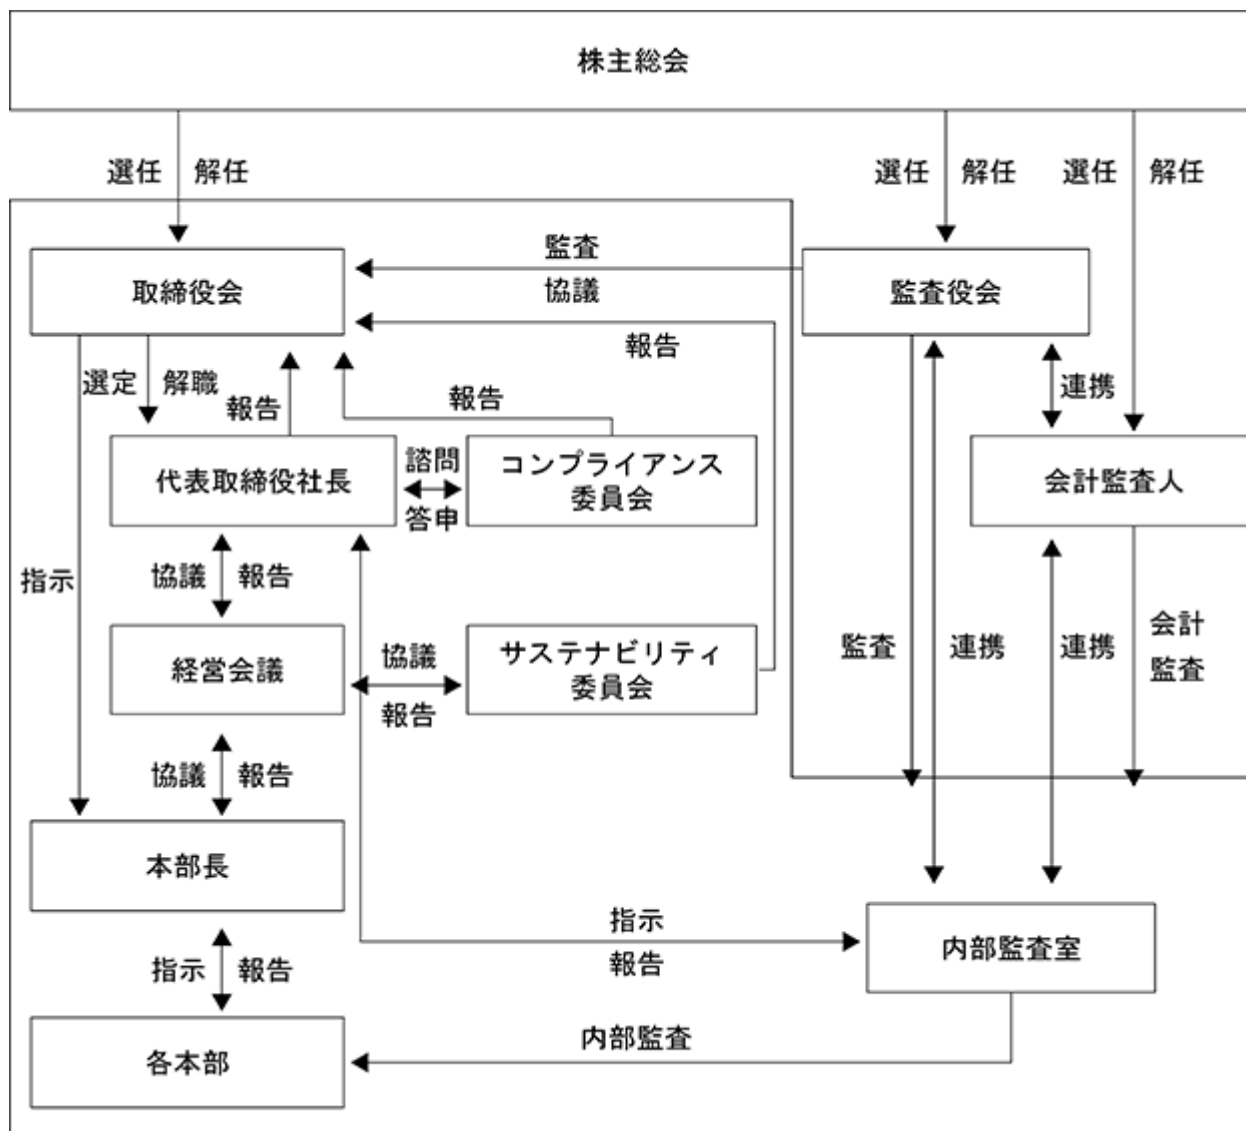 株主総会
選任 解任
選任 解任
選任 解任
取締役会
監査
協議
監査役会
報告
選定 解職
報告
報告
連携
代表取締役社長
諮問
答申
コンプライアンス
委員会
会計監査人
指示
協議 報告
経営会議
協議
報告
サステナビリティ
委員会
監査
連携
連携
会計
監査
協議 報告
本部長
指示
報告
内部監査室
指示 報告
各本部
内部監査